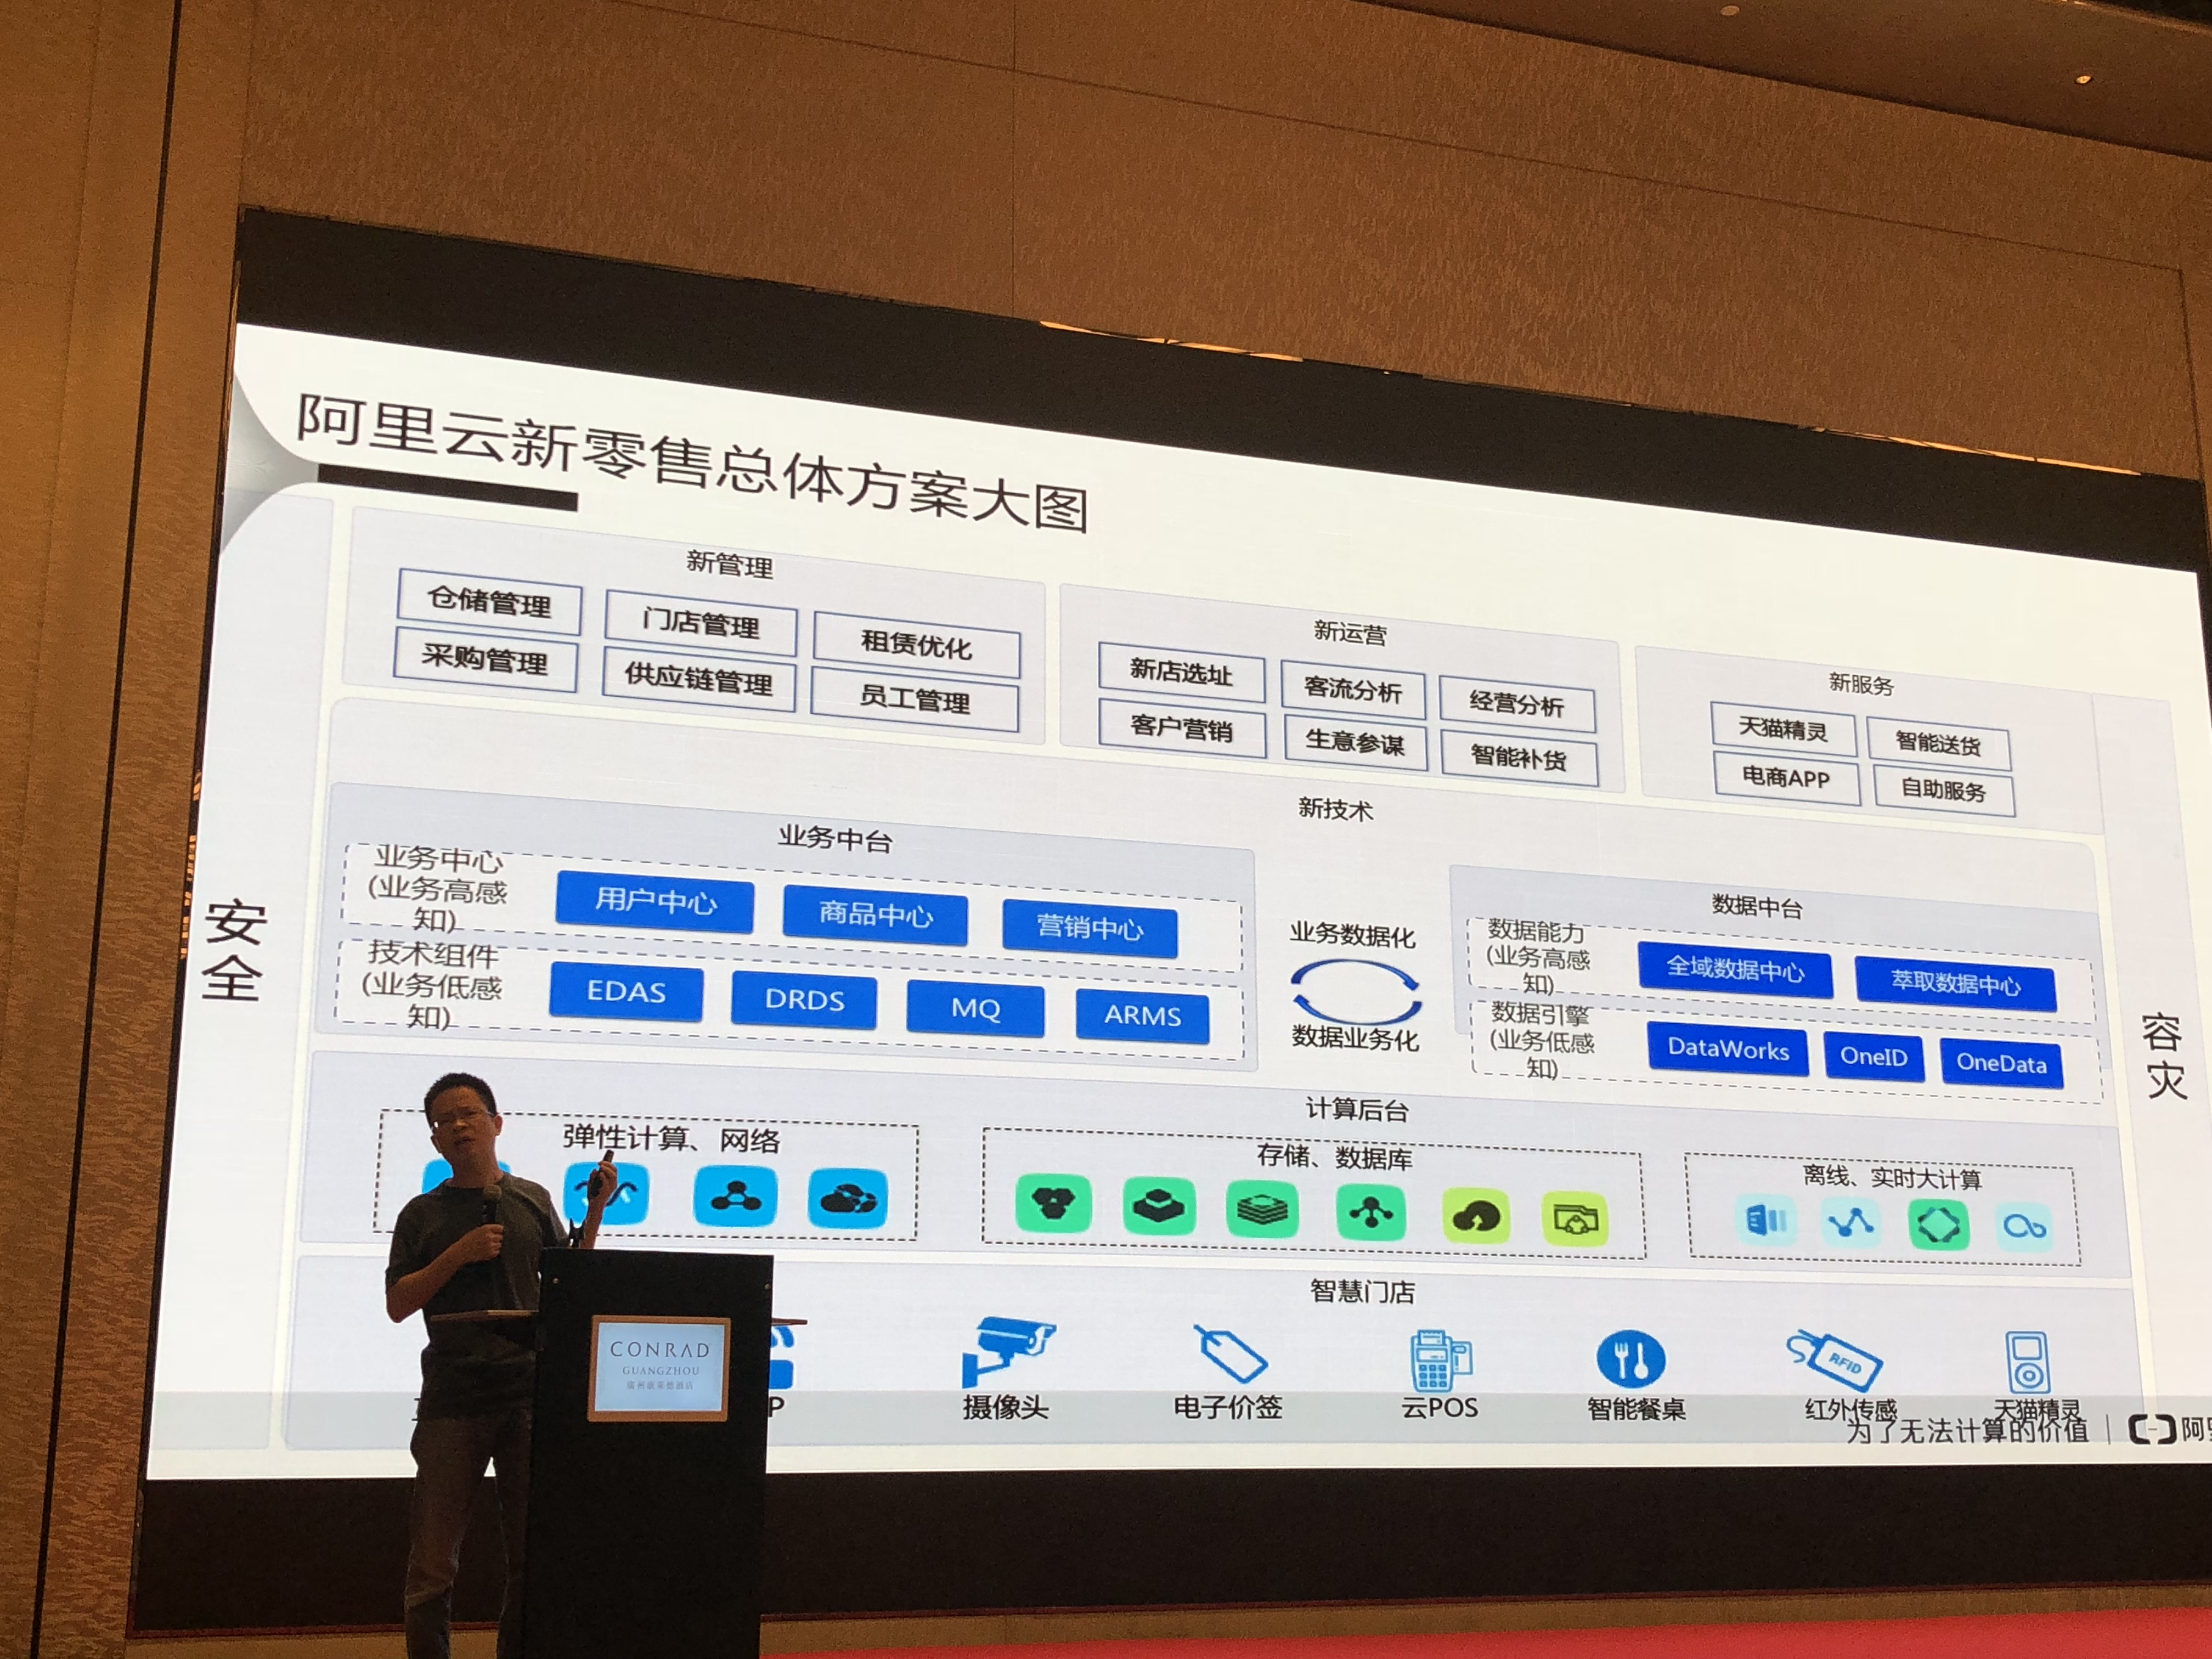 阿里云新零售总体方案大图
新管理
仓储管理
门店管理
租赁优化
采购管理
供应链管理
员工管理
新运营
新店选址
客流分析
经营分析
客户营销
生意参谋
智能补货
新服务
天猫精灵
智能送货
电商APP
自助服务
安全
容灾
新技术
业务中台
业务中心
(业务高感
知)
用户中心
商品中心
营销中心
技术组件
(业务低感
知)
EDAS
DRDS
MQ
ARMS
业务数据化
数据业务化
数据中台
数据能力
(业务高感
知)
全域数据中心
萃取数据中心
数据引擎
(业务低感
知)
DataWorks
OneID
OneData
计算后台
弹性计算、网络
存储、数据库
离线、实时大计算
智慧门店
P
摄像头
电子价签
云POS
智能餐桌
RFID
红外传感
天猫精灵
为了无法计算的价值
阿里
CONRAD
GUANGZHOU
广州康莱德酒店